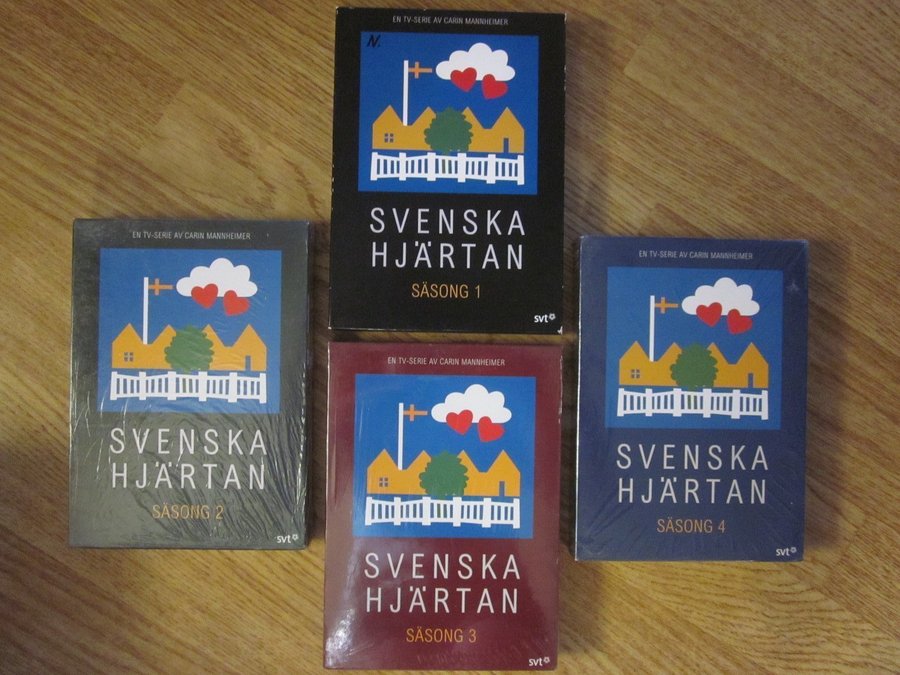 EN TV-SERIE AV CARIN MANNHEIMER
N.
SVENSKA
HJÄRTAN
SÄSONG 1
svt
EN TV-SERIE AV CARIN MANNHEIMER
SVENSKA
HJÄRTAN
SÄSONG 2
svt
EN TV-SERIE AV CARIN MANNHEIMER
SVENSKA
HJÄRTAN
SÄSONG 3
svt
EN TV-SERIE AV CARIN MANNHEIMER
SVENSKA
HJÄRTAN
SÄSONG 4
svt